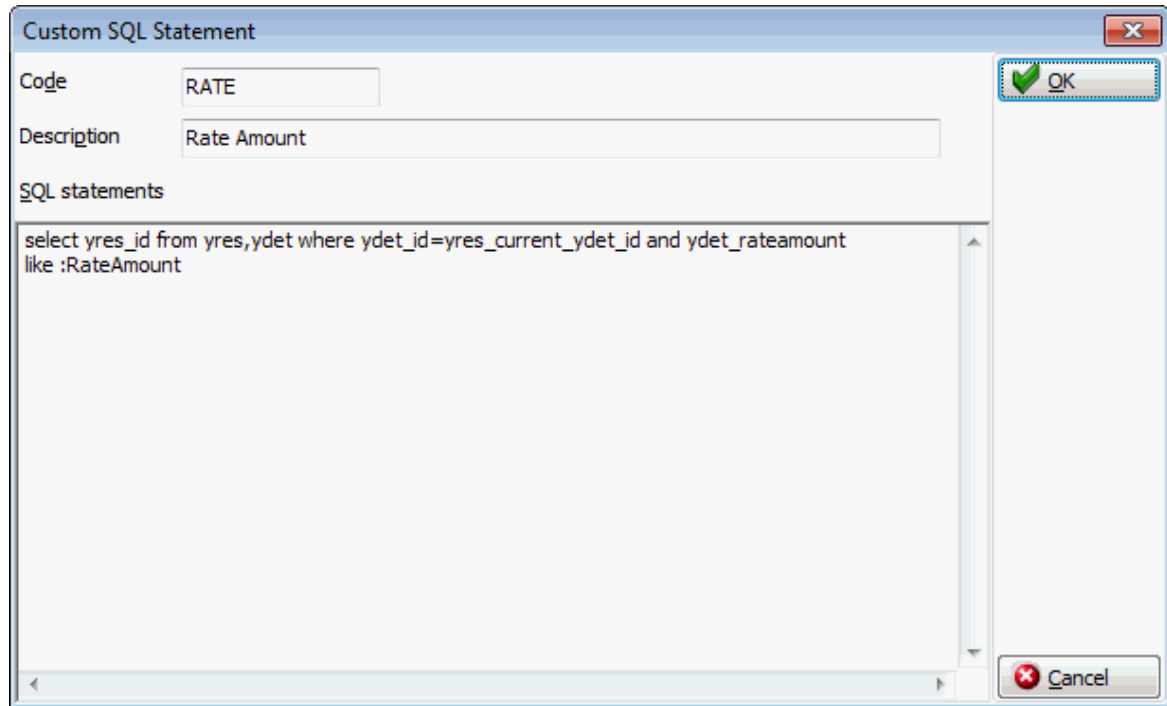 Custom SQL Statement
Code
RATE
OK
Description
Rate Amount
SQL statements
select yres_id from yres,ydet where ydet_id=yres_current_ydet_id and ydet_rateamount
like :RateAmount
Cancel